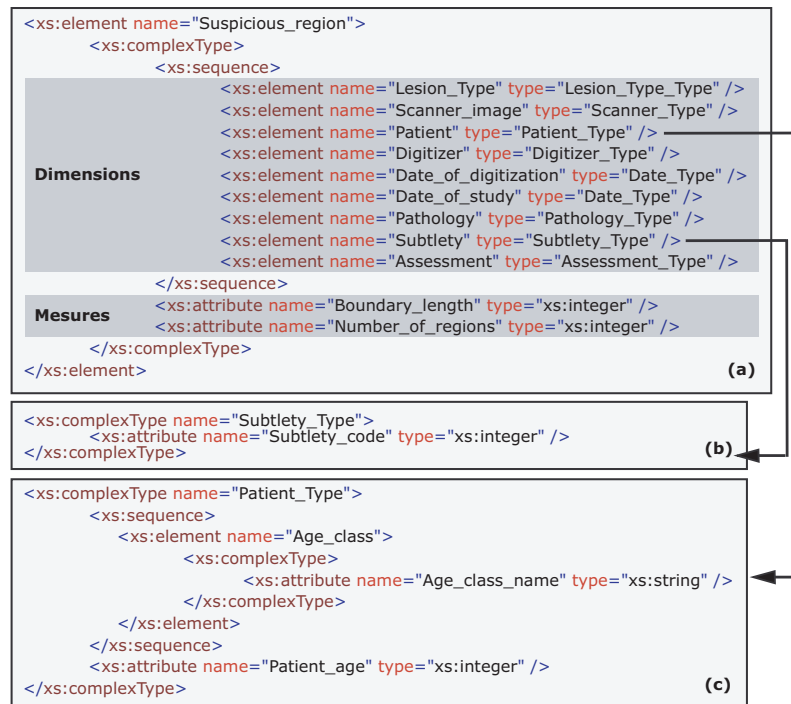 <xs:element name="Suspicious_region">
<xs:complexType>
<xs:sequence>
<xs:element name="Lesion_Type" type="Lesion_Type_Type" />
<xs:element name="Scanner_image" type="Scanner_Type" />
<xs:element name="Patient" type="Patient_Type" />
<xs:element name="Digitizer" type="Digitizer_Type" />
Dimensions <xs:element name="Date_of_digitization" type="Date_Type" />
<xs:element name="Date_of_study" type="Date_Type" />
<xs:element name="Pathology" type="Pathology_Type" />
<xs:element name="Subtlety" type="Subtlety_Type" />
<xs:element name="Assessment" type="Assessment_Type" />
</xs:sequence>
Mesures <xs:attribute name="Boundary_length" type="xs:integer" />
<xs:attribute name="Number_of_regions" type="xs:integer" />
</xs:complexType>
</xs:element> (a)
<xs:complexType name="Subtlety_Type">
<xs:attribute name="Subtlety_code" type="xs:integer" />
</xs:complexType> (b)
<xs:complexType name="Patient_Type">
<xs:sequence>
<xs:element name="Age_class">
<xs:complexType>
<xs:attribute name="Age_class_name" type="xs:string" />
</xs:complexType>
</xs:element>
</xs:sequence>
<xs:attribute name="Patient_age" type="xs:integer" />
</xs:complexType> (c)